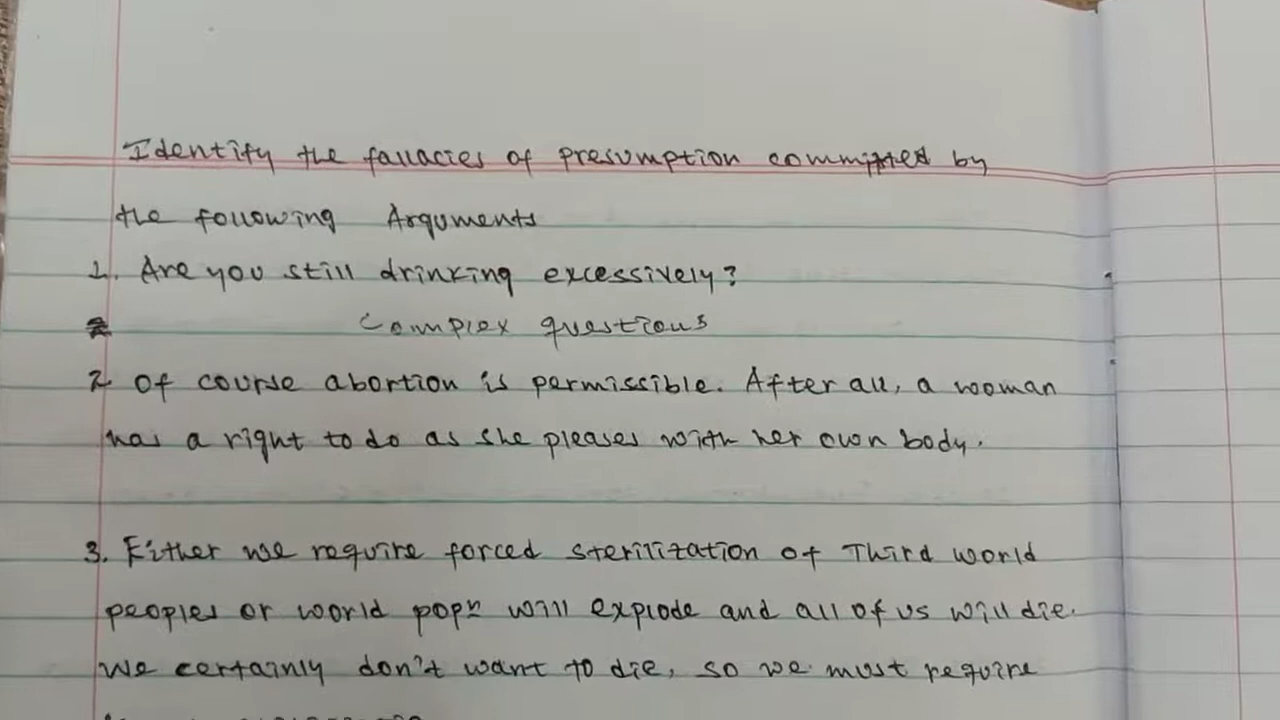 Identify the fallacies of presumption committed by
the following Arguments
1. Are you still drinking excessively?
Complex questions
2 Of course abortion is permissible. After all, a woman
has a right to do as she pleases with her own body.
3. Either we require forced sterilization of Third world
peoples or world popn will explode and all of us will die.
We certainly don't want to die, so we must require